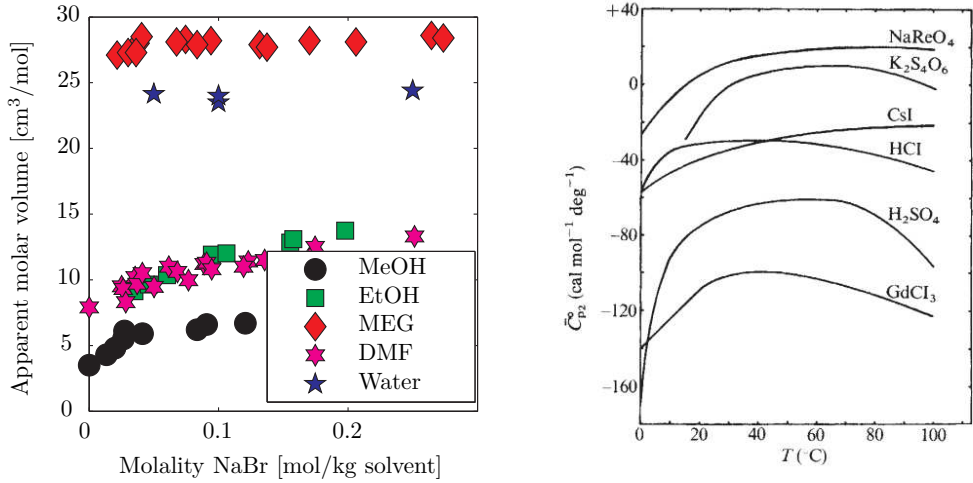 30
25
20
15
10
5
0
Apparent molar volume [cm³/mol]
0
0.1
0.2
Molality NaBr [mol/kg solvent]
MeOH
EtOH
MEG
DMF
Water
+40
0
−40
−80
−120
−160
C̄°p₂ (cal mol⁻¹ deg⁻¹)
NaReO₄
K₂S₄O₆
CsI
HCI
H₂SO₄
GdCI₃
0
20
40
60
80
100
T (°C)